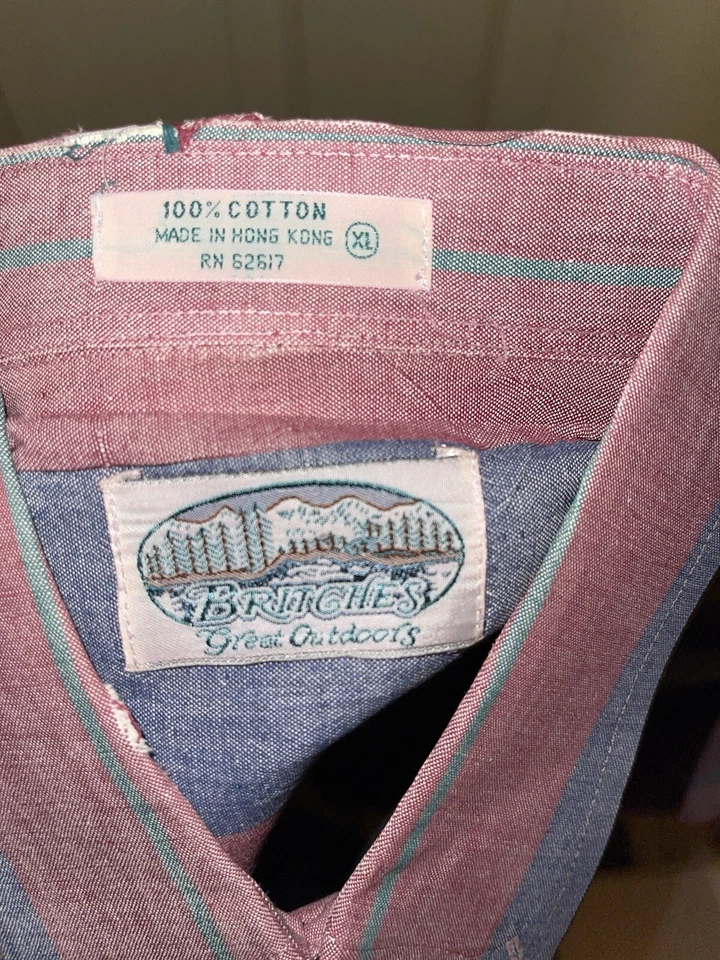 100% COTTON
MADE IN HONG KONG XL
RN 62617
BRITCHES
Great Outdoors